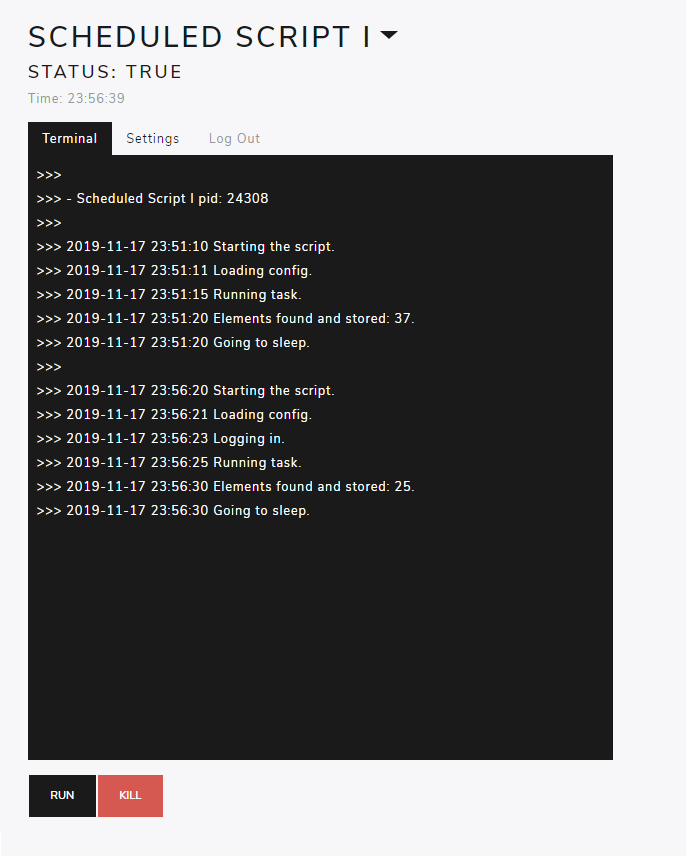 SCHEDULED SCRIPT I
STATUS: TRUE
Time: 23:56:39
Terminal Settings Log Out
>>>
>>> - Scheduled Script I pid: 24308
>>>
>>> 2019-11-17 23:51:10 Starting the script.
>>> 2019-11-17 23:51:11 Loading config.
>>> 2019-11-17 23:51:15 Running task.
>>> 2019-11-17 23:51:20 Elements found and stored: 37.
>>> 2019-11-17 23:51:20 Going to sleep.
>>>
>>> 2019-11-17 23:56:20 Starting the script.
>>> 2019-11-17 23:56:21 Loading config.
>>> 2019-11-17 23:56:23 Logging in.
>>> 2019-11-17 23:56:25 Running task.
>>> 2019-11-17 23:56:30 Elements found and stored: 25.
>>> 2019-11-17 23:56:30 Going to sleep.
RUN KILL